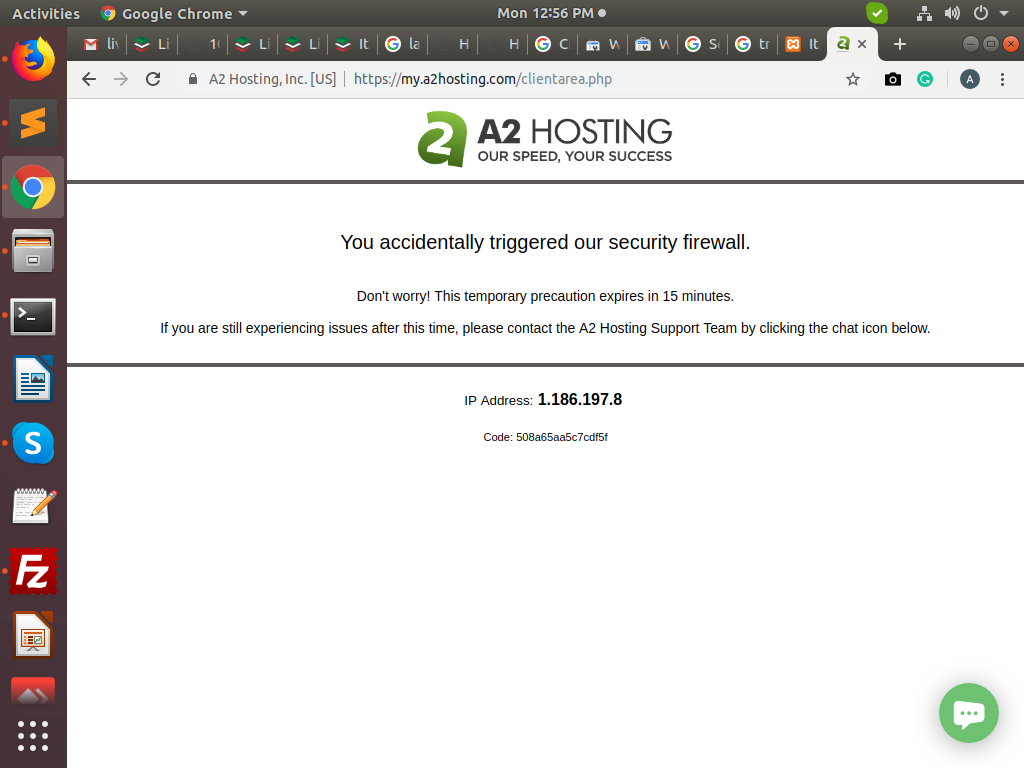 Activities
Google Chrome
Mon 12:56 PM
Li
Li
Li
It
la
H
H
It
A2 Hosting, Inc. [US]
https://my.a2hosting.com/clientarea.php
A
a2 A2 HOSTING
OUR SPEED, YOUR SUCCESS
You accidentally triggered our security firewall.
Don't worry! This temporary precaution expires in 15 minutes.
If you are still experiencing issues after this time, please contact the A2 Hosting Support Team by clicking the chat icon below.
IP Address: 1.186.197.8
Code: 508a65aa5c7cdf5f
>_
S
Fz